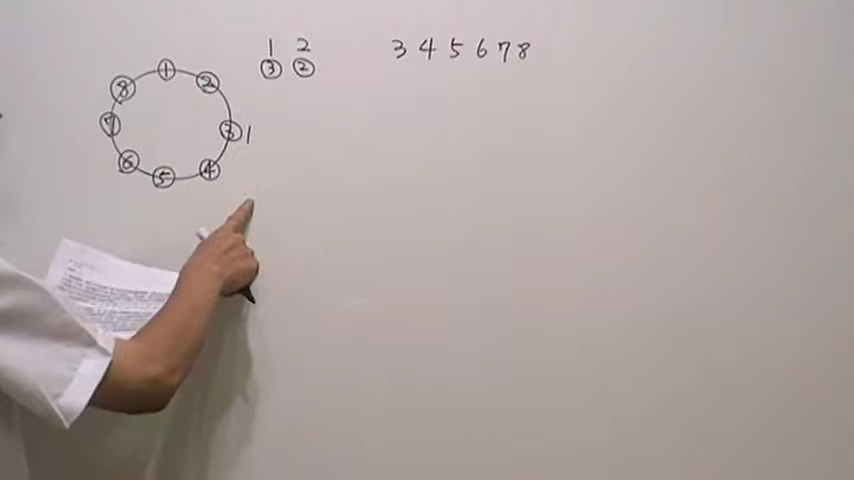 1 2 3 4 5 6 7 8
③ ②
① ② ③ ④ ⑤ ⑥ ⑦ ⑧
1